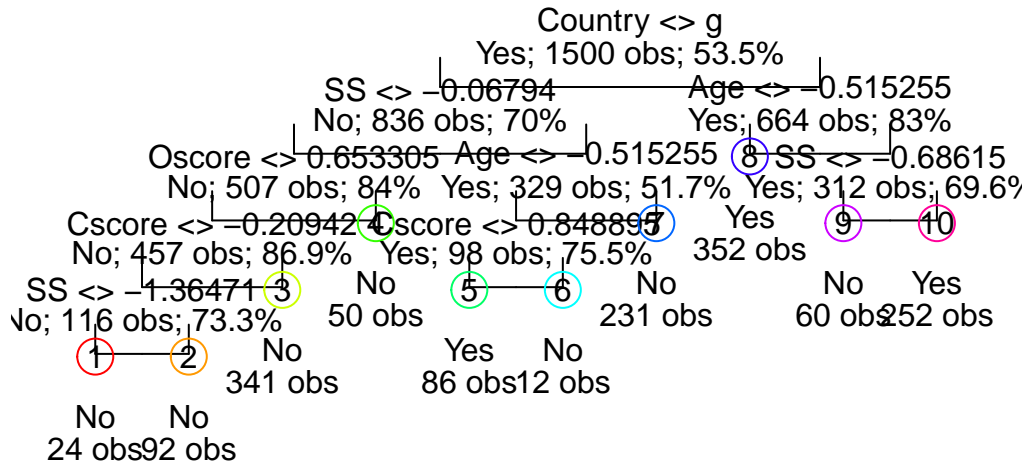 Country <> g
Yes; 1500 obs; 53.5%
SS <> −0.06794
Age <> −0.515255
No; 836 obs; 70%
Yes; 664 obs; 83%
Oscore <> 0.653305
Age <> −0.515255
8
SS <> −0.68615
No; 507 obs; 84%
Yes; 329 obs; 51.7%
Yes; 312 obs; 69.6%
Cscore <> −0.20942
4
Cscore <> 0.848895
7
Yes
9
10
No; 457 obs; 86.9%
Yes; 98 obs; 75.5%
352 obs
SS <> −1.36471
3
No
5
6
No
No
Yes
No; 116 obs; 73.3%
50 obs
231 obs
60 obs
252 obs
1
2
No
Yes
No
341 obs
86 obs
12 obs
No
No
24 obs
92 obs